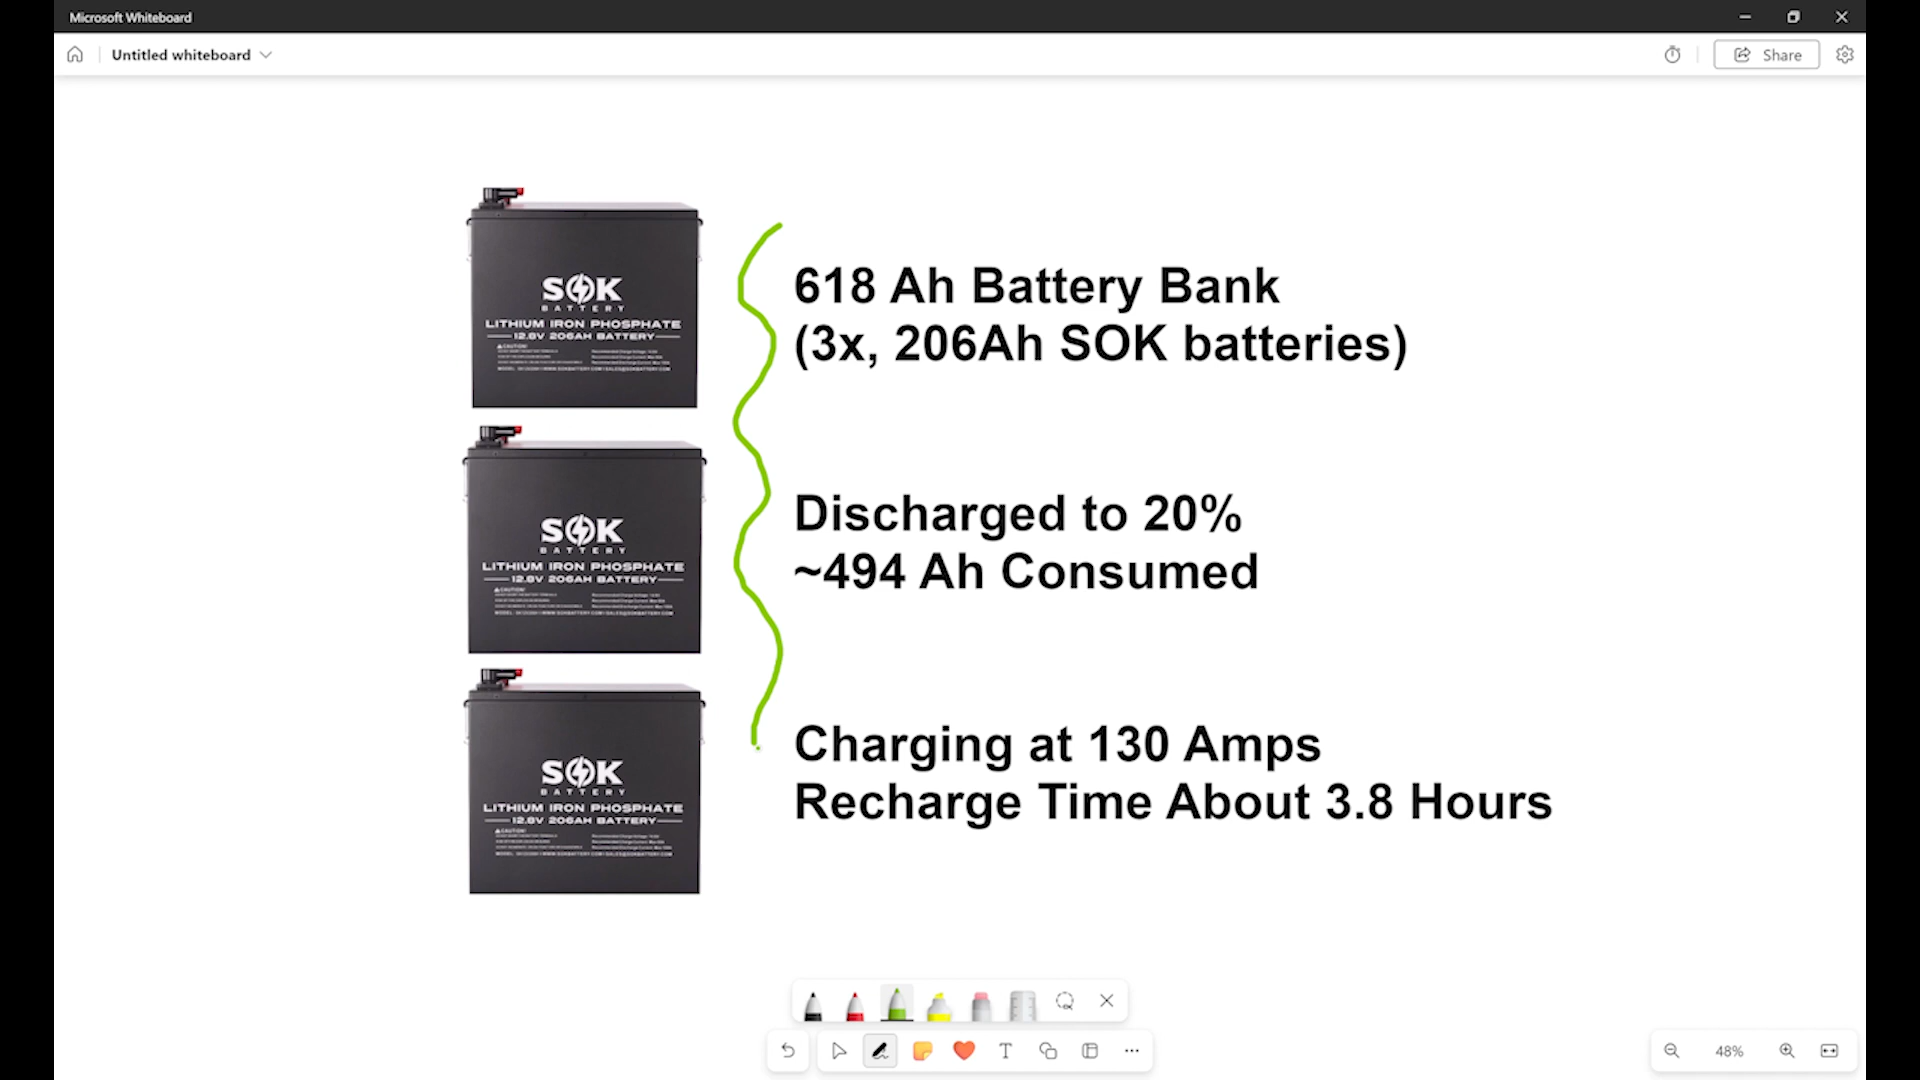 Microsoft Whiteboard
Untitled whiteboard
Share
SOK
BATTERY
LITHIUM IRON PHOSPHATE
12.8V 206AH BATTERY
CAUTION!
618 Ah Battery Bank
(3x, 206Ah SOK batteries)
SOK
BATTERY
LITHIUM IRON PHOSPHATE
12.8V 206AH BATTERY
CAUTION!
Discharged to 20%
~494 Ah Consumed
SOK
BATTERY
LITHIUM IRON PHOSPHATE
12.8V 206AH BATTERY
CAUTION!
Charging at 130 Amps
Recharge Time About 3.8 Hours
48%